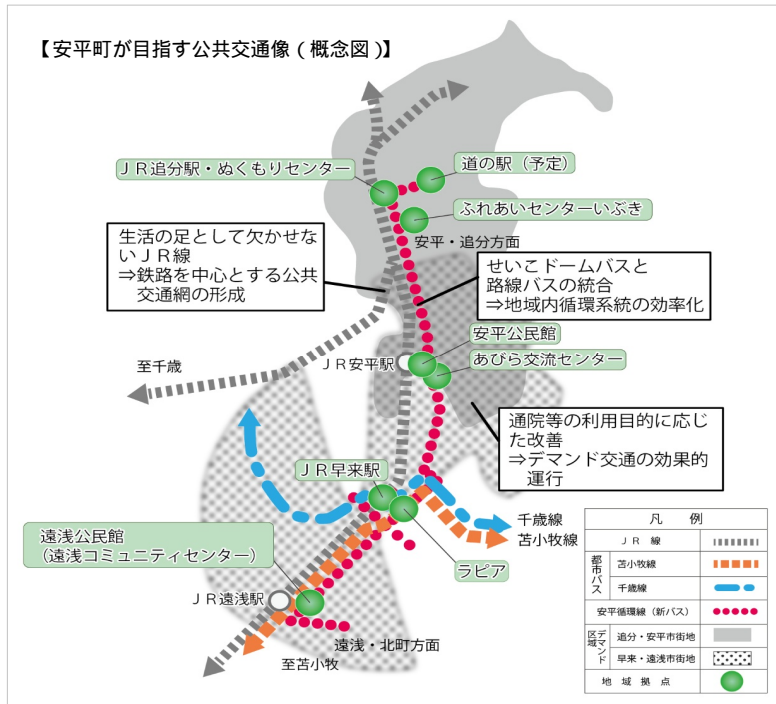 【安平町が目指す公共交通像（概念図）】
ＪＲ追分駅・ぬくもりセンター
道の駅（予定）
ふれあいセンターいぶき
安平・追分方面
生活の足として欠かせな
いＪＲ線
⇒鉄路を中心とする公共
交通網の形成
せいこドームバスと
路線バスの統合
⇒地域内循環系統の効率化
安平公民館
ＪＲ安平駅
あびら交流センター
至千歳
通院等の利用目的に応じ
た改善
⇒デマンド交通の効果的
運行
ＪＲ早来駅
千歳線
苫小牧線
遠浅公民館
（遠浅コミュニティセンター）
ラピア
ＪＲ遠浅駅
遠浅・北町方面
至苫小牧
凡　例
ＪＲ 線
都市バス
苫小牧線
千歳線
安平循環線（新バス）
デマンド区域
追分・安平市街地
早来・遠浅市街地
地 域 拠 点